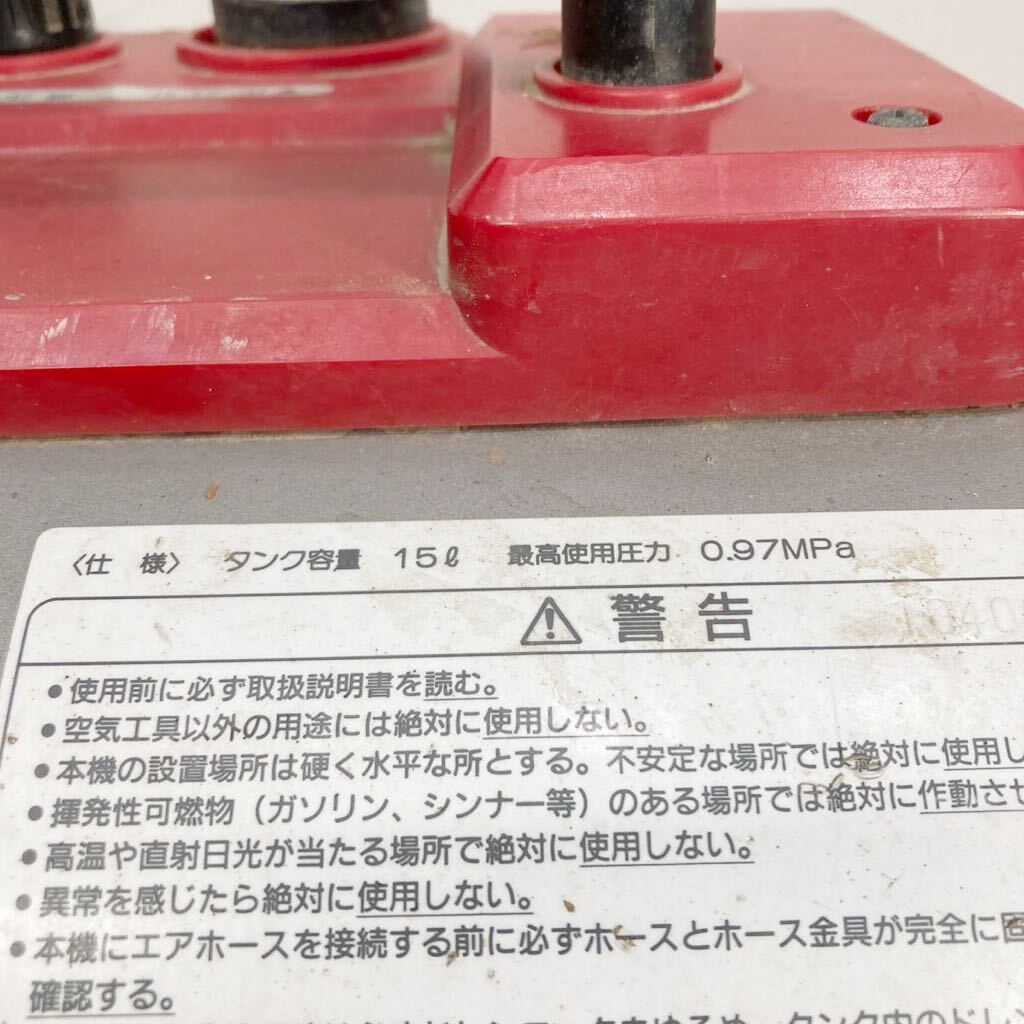 〈仕 様〉 タンク容量 15ℓ 最高使用圧力 0.97MPa
警告
●使用前に必ず取扱説明書を読む。
●空気工具以外の用途には絶対に使用しない。
●本機の設置場所は硬く水平な所とする。不安定な場所では絶対に使用し
●揮発性可燃物（ガソリン、シンナー等）のある場所では絶対に作動させ
●高温や直射日光が当たる場所で絶対に使用しない。
●異常を感じたら絶対に使用しない。
●本機にエアホースを接続する前に必ずホースとホース金具が完全に固
確認する。
タンク内のドレン